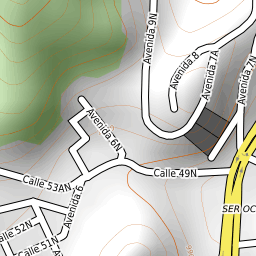 Avenida 9N
Avenida 8
Avenida 7A
Avenida 7N
Avenida 6N
Calle 49N
Calle 53AN
Avenida 6
SER OC
Calle 52N
Calle 51N